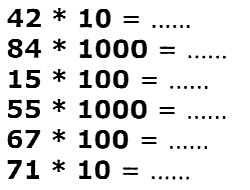 42 * 10 = ......
84 * 1000 = ......
15 * 100 = ......
55 * 1000 = ......
67 * 100 = ......
71 * 10 = ......